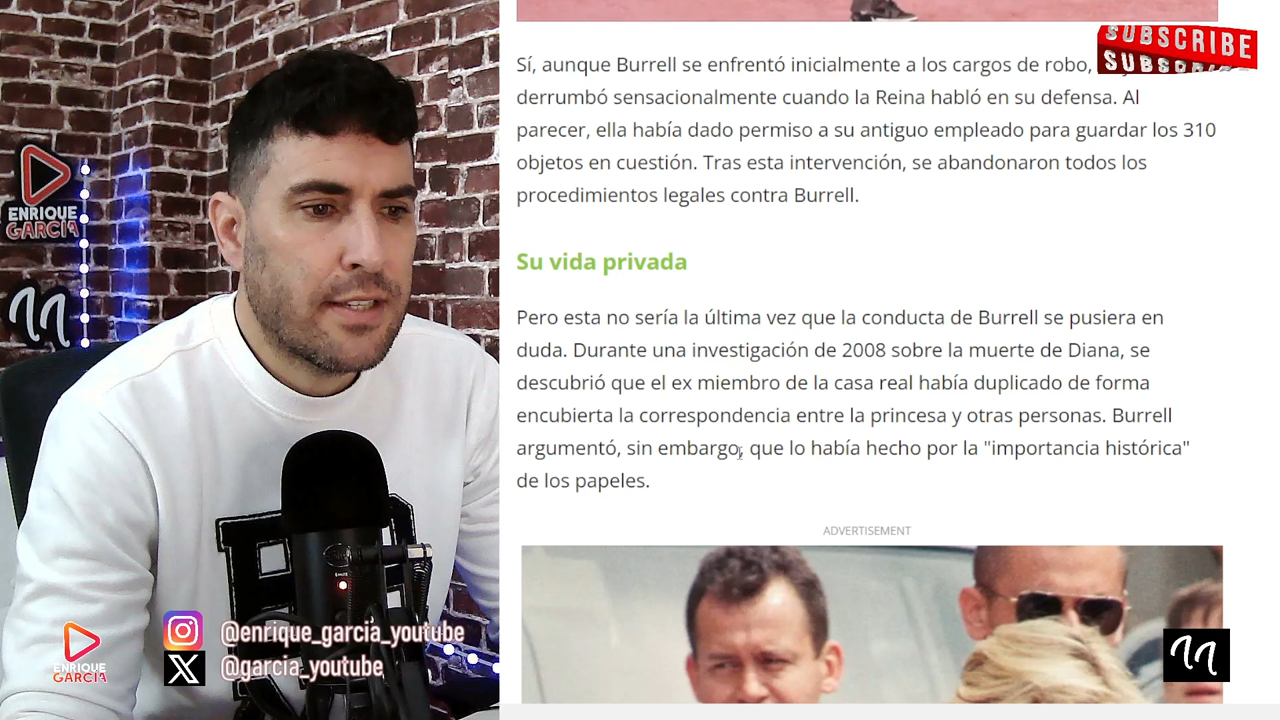 SUBSCRIBE
SUBSCRIBE
Sí, aunque Burrell se enfrentó inicialmente a los cargos de robo,
derrumbó sensacionalmente cuando la Reina habló en su defensa. Al
parecer, ella había dado permiso a su antiguo empleado para guardar los 310
objetos en cuestión. Tras esta intervención, se abandonaron todos los
procedimientos legales contra Burrell.
Su vida privada
Pero esta no sería la última vez que la conducta de Burrell se pusiera en
duda. Durante una investigación de 2008 sobre la muerte de Diana, se
descubrió que el ex miembro de la casa real había duplicado de forma
encubierta la correspondencia entre la princesa y otras personas. Burrell
argumentó, sin embargo, que lo había hecho por la "importancia histórica"
de los papeles.
ADVERTISEMENT
ENRIQUE
GARCIA
@enrique_garcia_youtube
@garcia_youtube
ENRIQUE
GARCIA